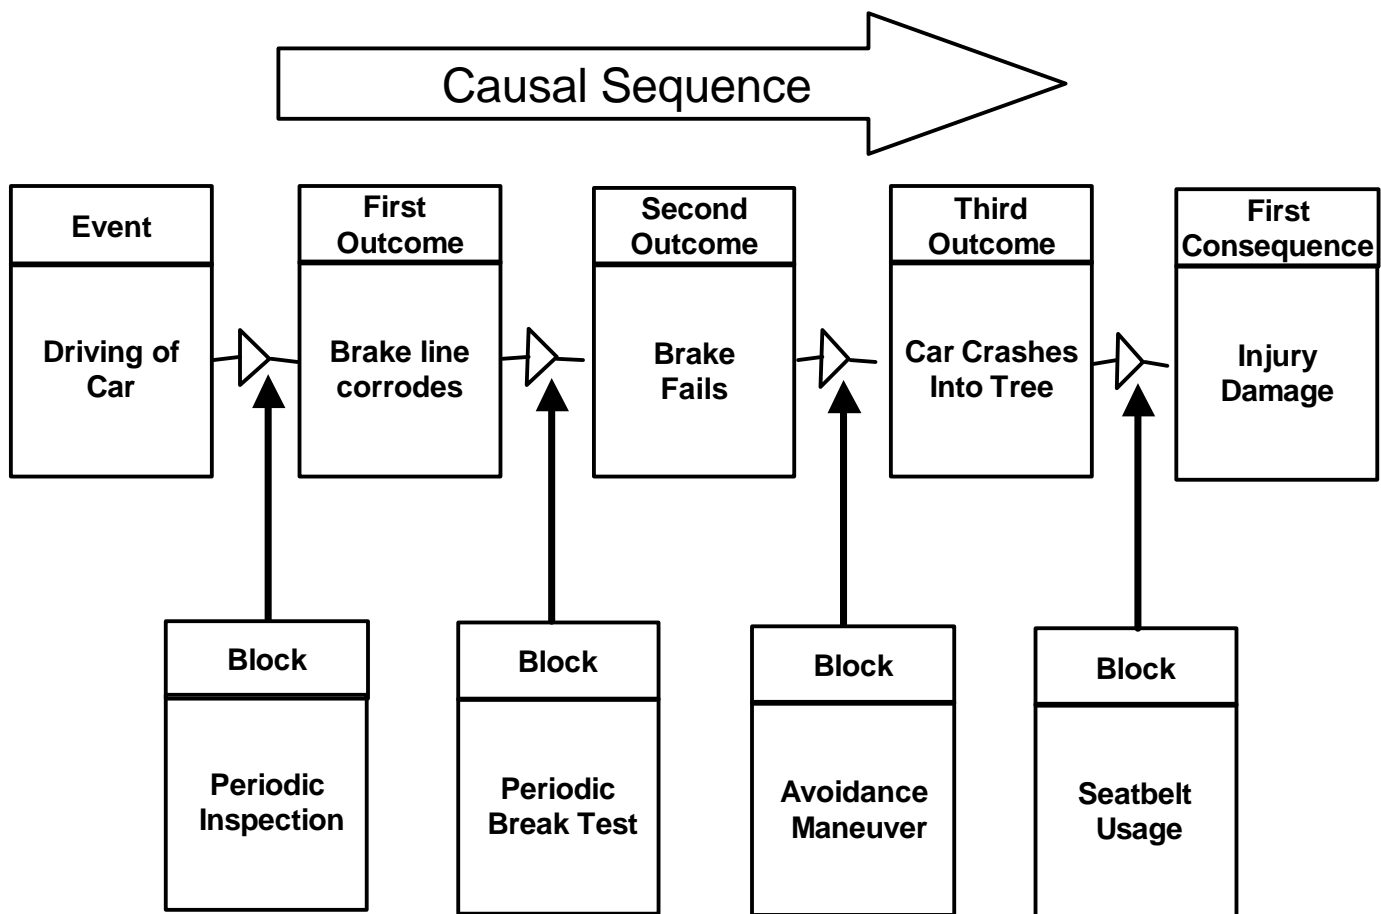 Causal Sequence
Event
Driving of
Car
First
Outcome
Brake line
corrodes
Second
Outcome
Brake
Fails
Third
Outcome
Car Crashes
Into Tree
First
Consequence
Injury
Damage
Block
Periodic
Inspection
Block
Periodic
Break Test
Block
Avoidance
Maneuver
Block
Seatbelt
Usage